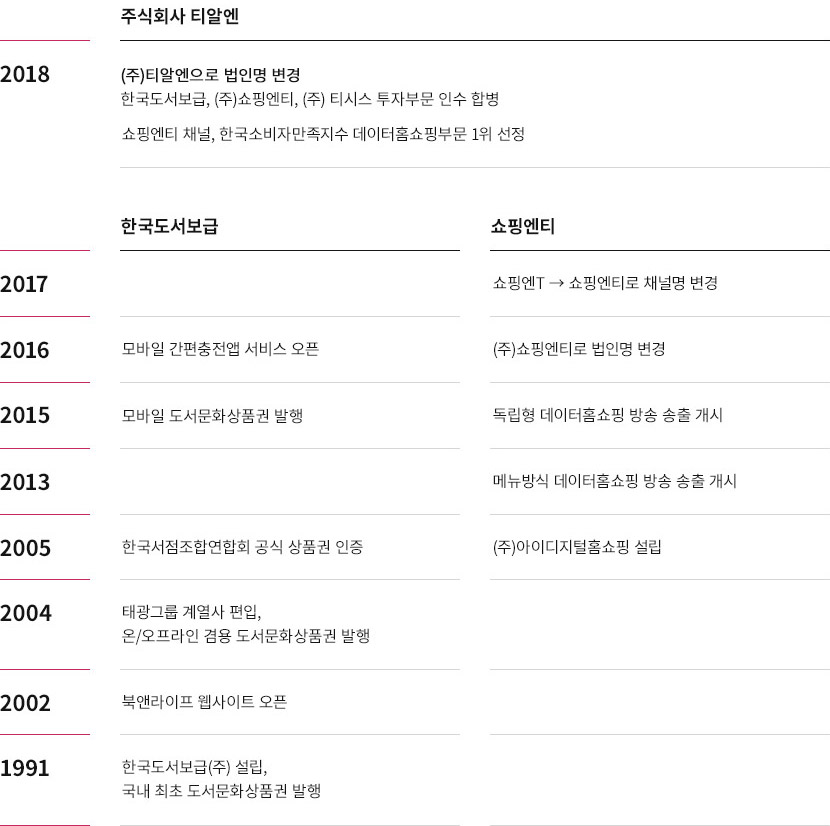 주식회사 티알엔
2018
(주)티알엔으로 법인명 변경
한국도서보급, (주)쇼핑엔티, (주) 티시스 투자부문 인수 합병
쇼핑엔티 채널, 한국소비자만족지수 데이터홈쇼핑부문 1위 선정
한국도서보급
쇼핑엔티
2017
쇼핑엔T → 쇼핑엔티로 채널명 변경
2016
모바일 간편충전앱 서비스 오픈
(주)쇼핑엔티로 법인명 변경
2015
모바일 도서문화상품권 발행
독립형 데이터홈쇼핑 방송 송출 개시
2013
메뉴방식 데이터홈쇼핑 방송 송출 개시
2005
한국서점조합연합회 공식 상품권 인증
(주)아이디지털홈쇼핑 설립
2004
태광그룹 계열사 편입,
온/오프라인 겸용 도서문화상품권 발행
2002
북앤라이프 웹사이트 오픈
1991
한국도서보급(주) 설립,
국내 최초 도서문화상품권 발행